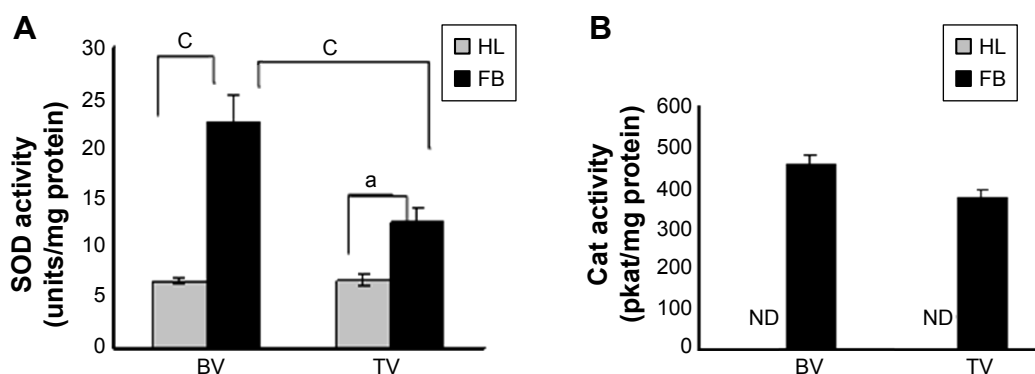 A
SOD activity
(units/mg protein)
30
25
20
15
10
5
0
C
C
a
HL
FB
BV
TV
B
Cat activity
(pkat/mg protein)
600
500
400
300
200
100
0
ND
ND
HL
FB
BV
TV